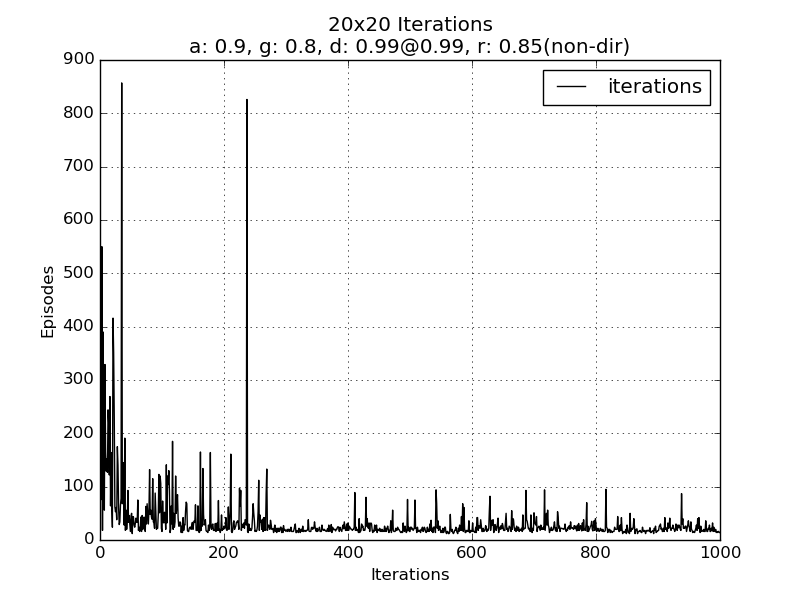 20x20 Iterations
a: 0.9, g: 0.8, d: 0.99@0.99, r: 0.85(non-dir)
iterations
900
800
700
600
500
400
300
200
100
0
Episodes
0 200 400 600 800 1000
Iterations